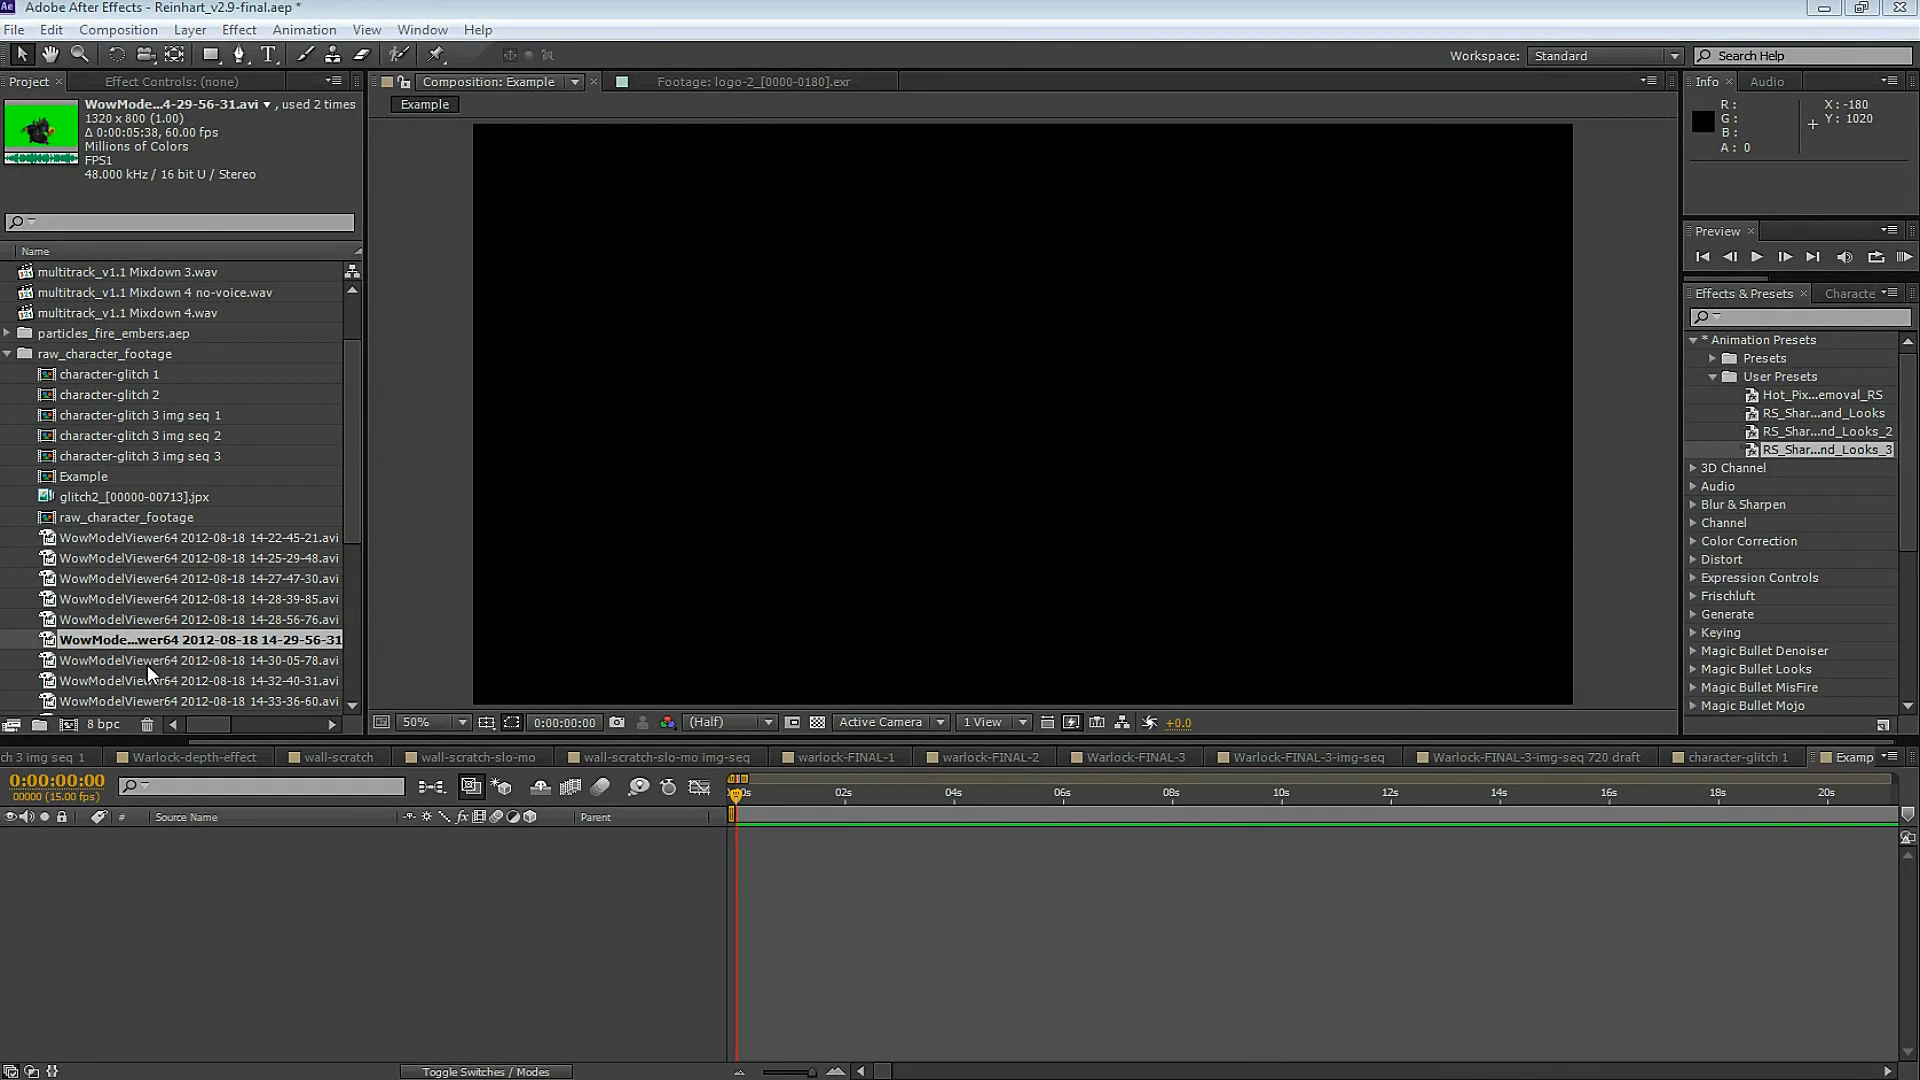 Ae Adobe After Effects - Reinhart_v2.9-final.aep *
File Edit Composition Layer Effect Animation View Window Help
Workspace: Standard Search Help
Project Effect Controls: (none)
WowMode...4-29-56-31.avi , used 2 times
1320 x 800 (1.00)
Δ 0:00:05:38, 60.00 fps
Millions of Colors
FPS1
48.000 kHz / 16 bit U / Stereo
Name
multitrack_v1.1 Mixdown 3.wav
multitrack_v1.1 Mixdown 4 no-voice.wav
multitrack_v1.1 Mixdown 4.wav
particles_fire_embers.aep
raw_character_footage
character-glitch 1
character-glitch 2
character-glitch 3 img seq 1
character-glitch 3 img seq 2
character-glitch 3 img seq 3
Example
glitch2_[00000-00713].jpx
raw_character_footage
WowModelViewer64 2012-08-18 14-22-45-21.avi
WowModelViewer64 2012-08-18 14-25-29-48.avi
WowModelViewer64 2012-08-18 14-27-47-30.avi
WowModelViewer64 2012-08-18 14-28-39-85.avi
WowModelViewer64 2012-08-18 14-28-56-76.avi
WowMode...wer64 2012-08-18 14-29-56-31
WowModelViewer64 2012-08-18 14-30-05-78.avi
WowModelViewer64 2012-08-18 14-32-40-31.avi
WowModelViewer64 2012-08-18 14-33-36-60.avi
8 bpc
Composition: Example Footage: logo-2_[0000-0180].exr
Example
50% 0:00:00:00 (Half) Active Camera 1 View +0.0
Info Audio
R: X: -180
G: Y: 1020
B:
A: 0
Preview
Effects & Presets Characte
* Animation Presets
Presets
User Presets
Hot_Pix...emoval_RS
RS_Shar...and_Looks
RS_Shar...nd_Looks_2
RS_Shar...nd_Looks_3
3D Channel
Audio
Blur & Sharpen
Channel
Color Correction
Distort
Expression Controls
Frischluft
Generate
Keying
Magic Bullet Denoiser
Magic Bullet Looks
Magic Bullet MisFire
Magic Bullet Mojo
ch 3 img seq 1 Warlock-depth-effect wall-scratch wall-scratch-slo-mo wall-scratch-slo-mo img-seq warlock-FINAL-1 warlock-FINAL-2 Warlock-FINAL-3 Warlock-FINAL-3-img-seq Warlock-FINAL-3-img-seq 720 draft character-glitch 1 Examp
0:00:00:00
00000 (15.00 fps)
02s 04s 06s 08s 10s 12s 14s 16s 18s 20s
# Source Name Parent
Toggle Switches / Modes